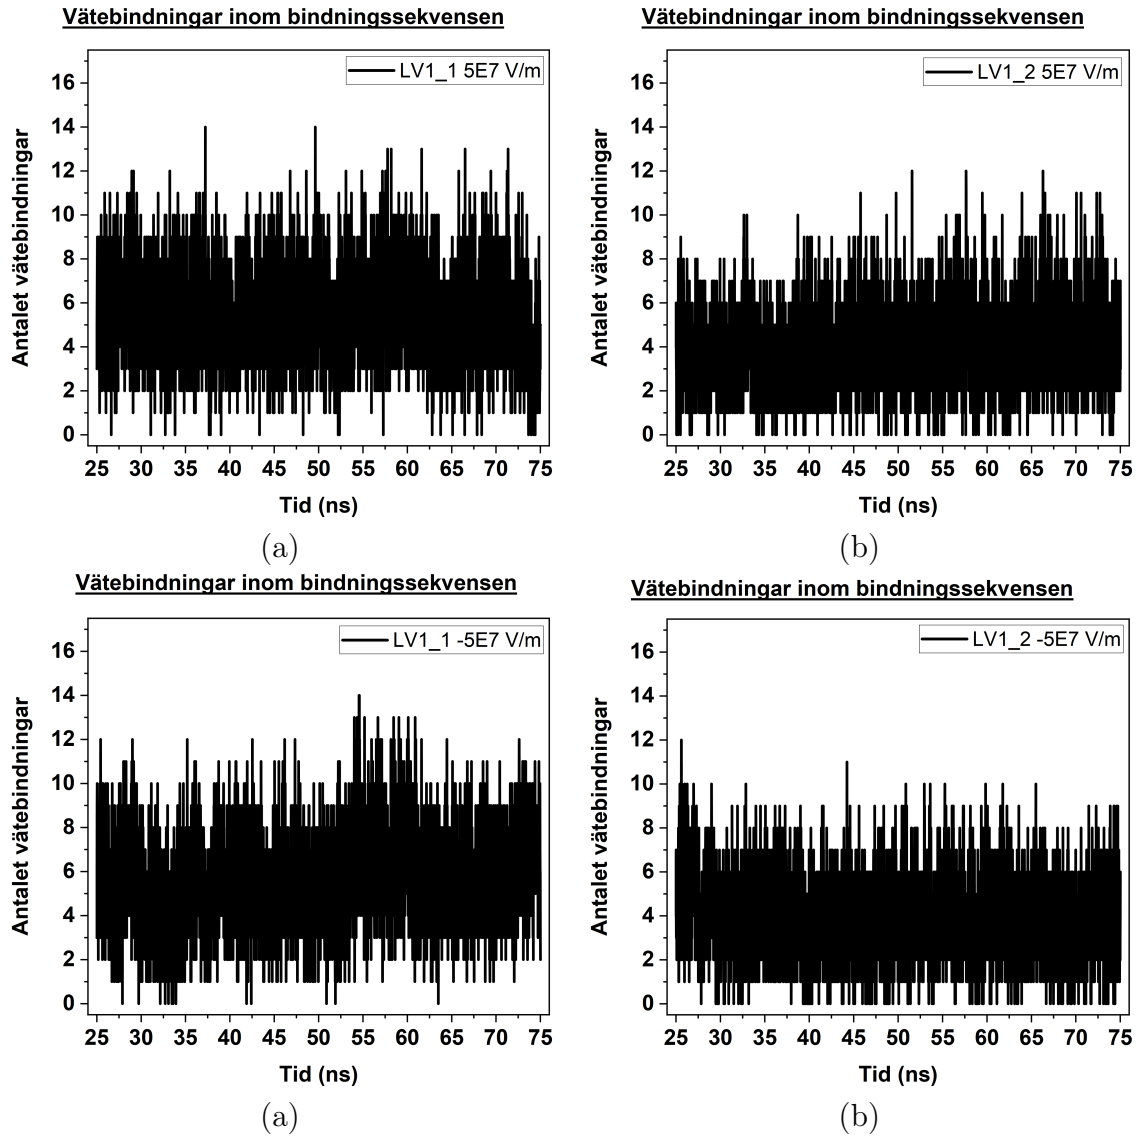 Vätebindningar inom bindningssekvensen
LV1_1 5E7 V/m
Antalet vätebindningar
16
14
12
10
8
6
4
2
0
25 30 35 40 45 50 55 60 65 70 75
Tid (ns)
(a)
Vätebindningar inom bindningssekvensen
LV1_2 5E7 V/m
Antalet vätebindningar
16
14
12
10
8
6
4
2
0
25 30 35 40 45 50 55 60 65 70 75
Tid (ns)
(b)
Vätebindningar inom bindningssekvensen
LV1_1 -5E7 V/m
Antalet vätebindningar
16
14
12
10
8
6
4
2
0
25 30 35 40 45 50 55 60 65 70 75
Tid (ns)
(a)
Vätebindningar inom bindningssekvensen
LV1_2 -5E7 V/m
Antalet vätebindningar
16
14
12
10
8
6
4
2
0
25 30 35 40 45 50 55 60 65 70 75
Tid (ns)
(b)